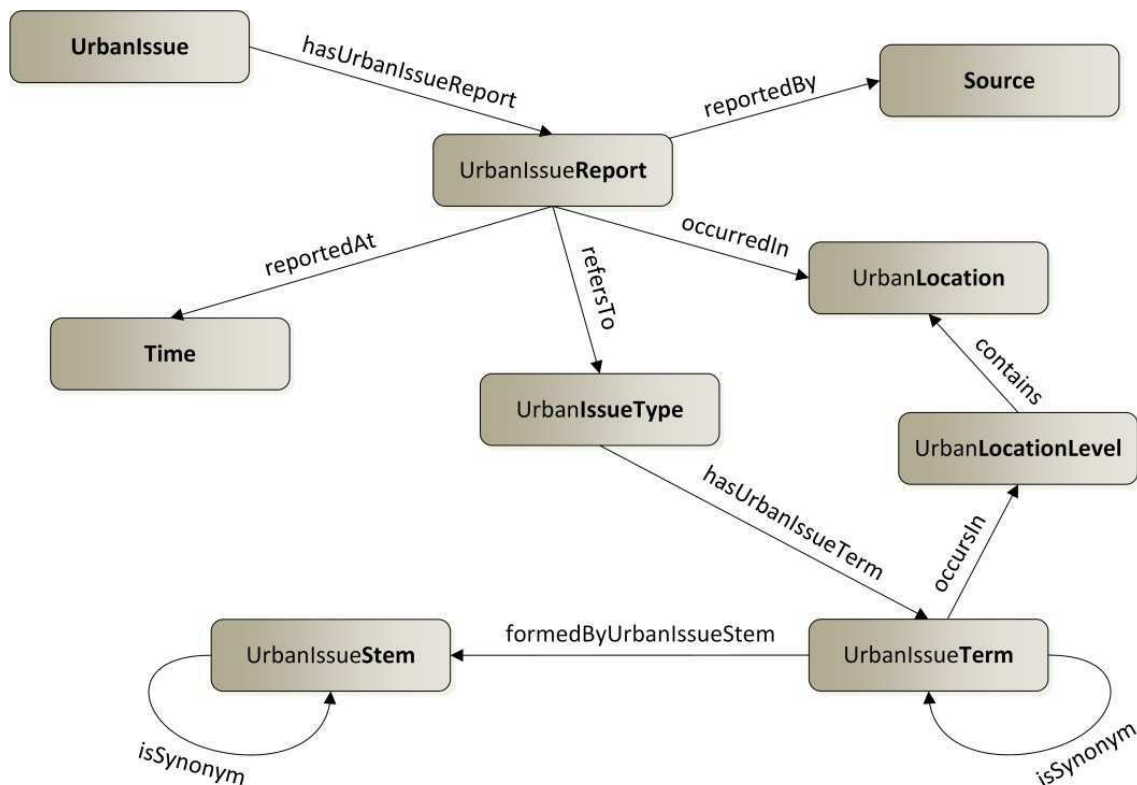 UrbanIssue
hasUrbanIssueReport
reportedBy
Source
UrbanIssueReport
reportedAt
refersTo
occurredIn
UrbanLocation
Time
contains
UrbanIssueType
UrbanLocationLevel
hasUrbanIssueTerm
occursIn
UrbanIssueStem
formedByUrbanIssueStem
UrbanIssueTerm
isSynonym
isSynonym